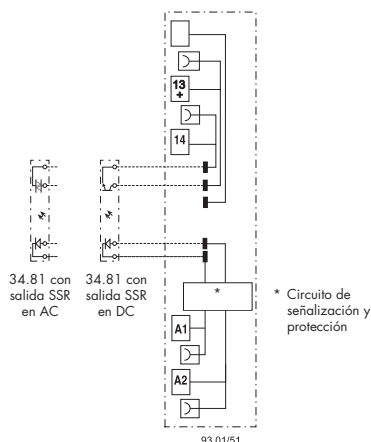 13
+
14
34.81 con
salida SSR
en AC
34.81 con
salida SSR
en DC
*
* Circuito de
señalización y
protección
A1
A2
93.01/51